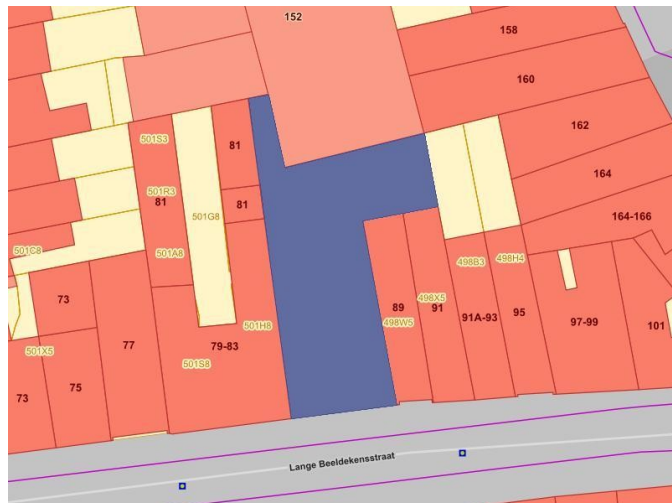 152
158
160
162
164
164-166
501S3
81
501R3
81
81
501G8
501A8
501C8
498B3
498H4
73
77
79-83
501H8
501S8
501X5
75
73
89
498W5
498X5
91
91A-93
95
97-99
101
Lange Beeldekensstraat